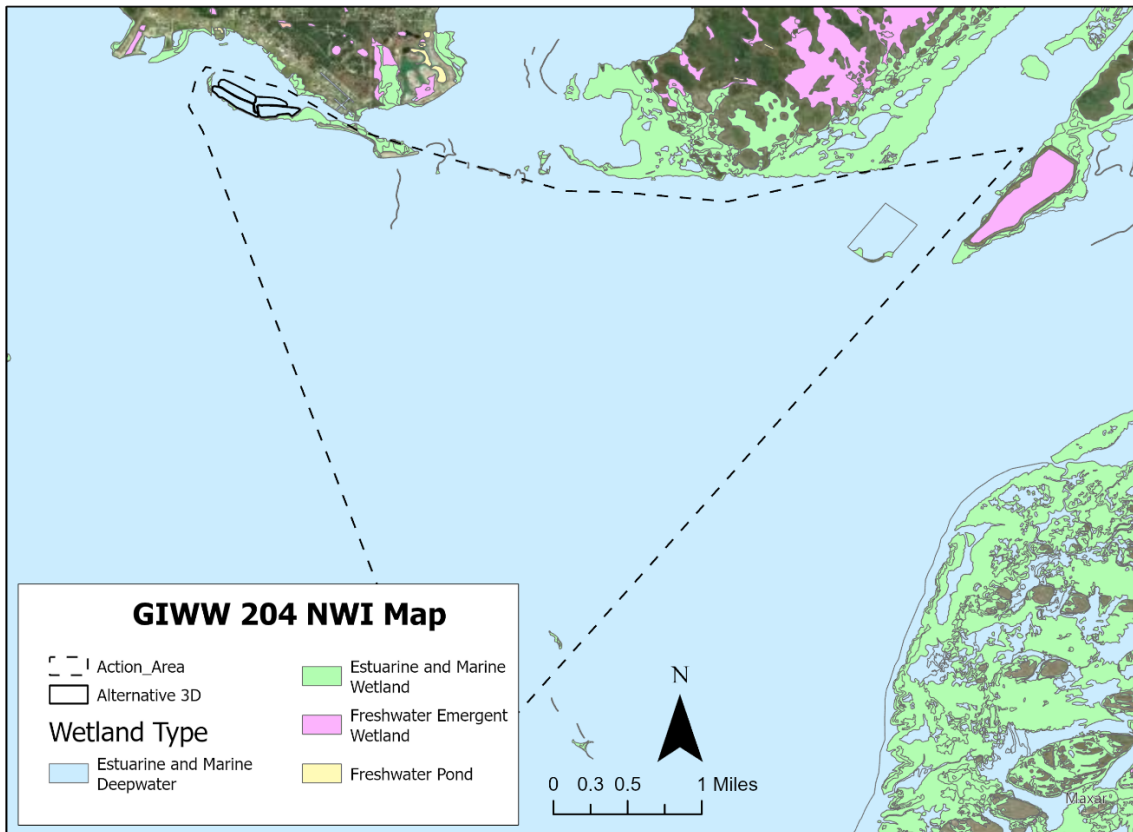 GIWW 204 NWI Map
Action_Area
Alternative 3D
Wetland Type
Estuarine and Marine
Deepwater
Estuarine and Marine
Wetland
Freshwater Emergent
Wetland
Freshwater Pond
N
0 0.3 0.5 1 Miles
Maxar